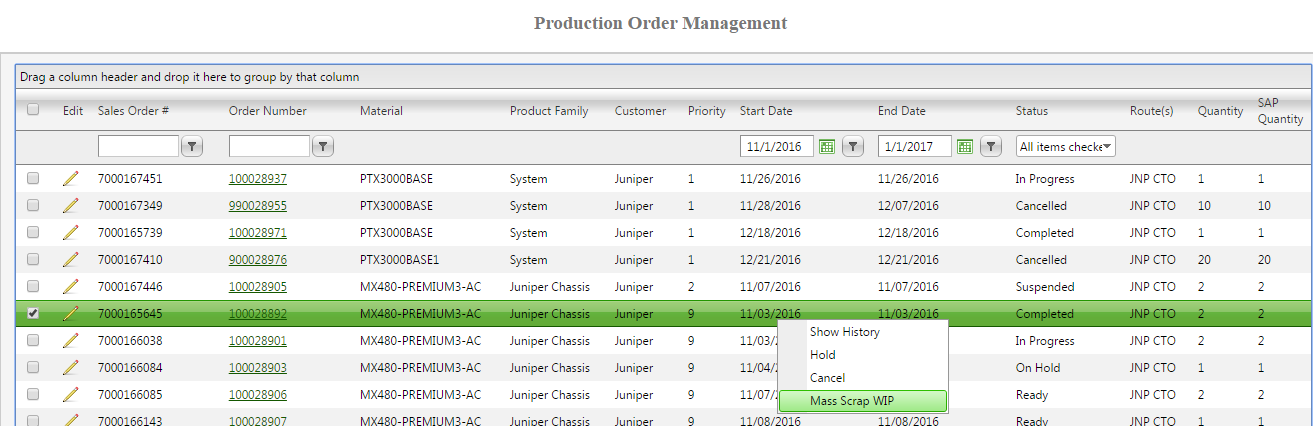 Production Order Management
Drag a column header and drop it here to group by that column
Edit Sales Order # Order Number Material Product Family Customer Priority Start Date End Date Status Route(s) Quantity SAP Quantity
11/1/2016 1/1/2017 All items checke
7000167451 100028937 PTX3000BASE System Juniper 1 11/26/2016 11/26/2016 In Progress JNP CTO 1 1
7000167349 990028955 PTX3000BASE System Juniper 1 11/28/2016 12/07/2016 Cancelled JNP CTO 10 10
7000165739 100028971 PTX3000BASE System Juniper 1 12/18/2016 12/18/2016 Completed JNP CTO 1 1
7000167410 900028976 PTX3000BASE1 System Juniper 1 12/21/2016 12/21/2016 Cancelled JNP CTO 20 20
7000167446 100028905 MX480-PREMIUM3-AC Juniper Chassis Juniper 2 11/07/2016 11/07/2016 Suspended JNP CTO 2 2
7000165645 100028892 MX480-PREMIUM3-AC Juniper Chassis Juniper 9 11/03/2016 11/03/2016 Completed JNP CTO 2 2
7000166038 100028901 MX480-PREMIUM3-AC Juniper Chassis Juniper 9 11/03/ In Progress JNP CTO 2 2
7000166084 100028903 MX480-PREMIUM3-AC Juniper Chassis Juniper 9 11/04/ On Hold JNP CTO 1 1
7000166085 100028906 MX480-PREMIUM3-AC Juniper Chassis Juniper 9 11/07/ Ready JNP CTO 2 2
7000166143 100028907 MX480-PREMIUM3-AC Juniper Chassis Juniper 9 11/08/2016 11/08/2016 Ready JNP CTO 1 1
Show History
Hold
Cancel
Mass Scrap WIP